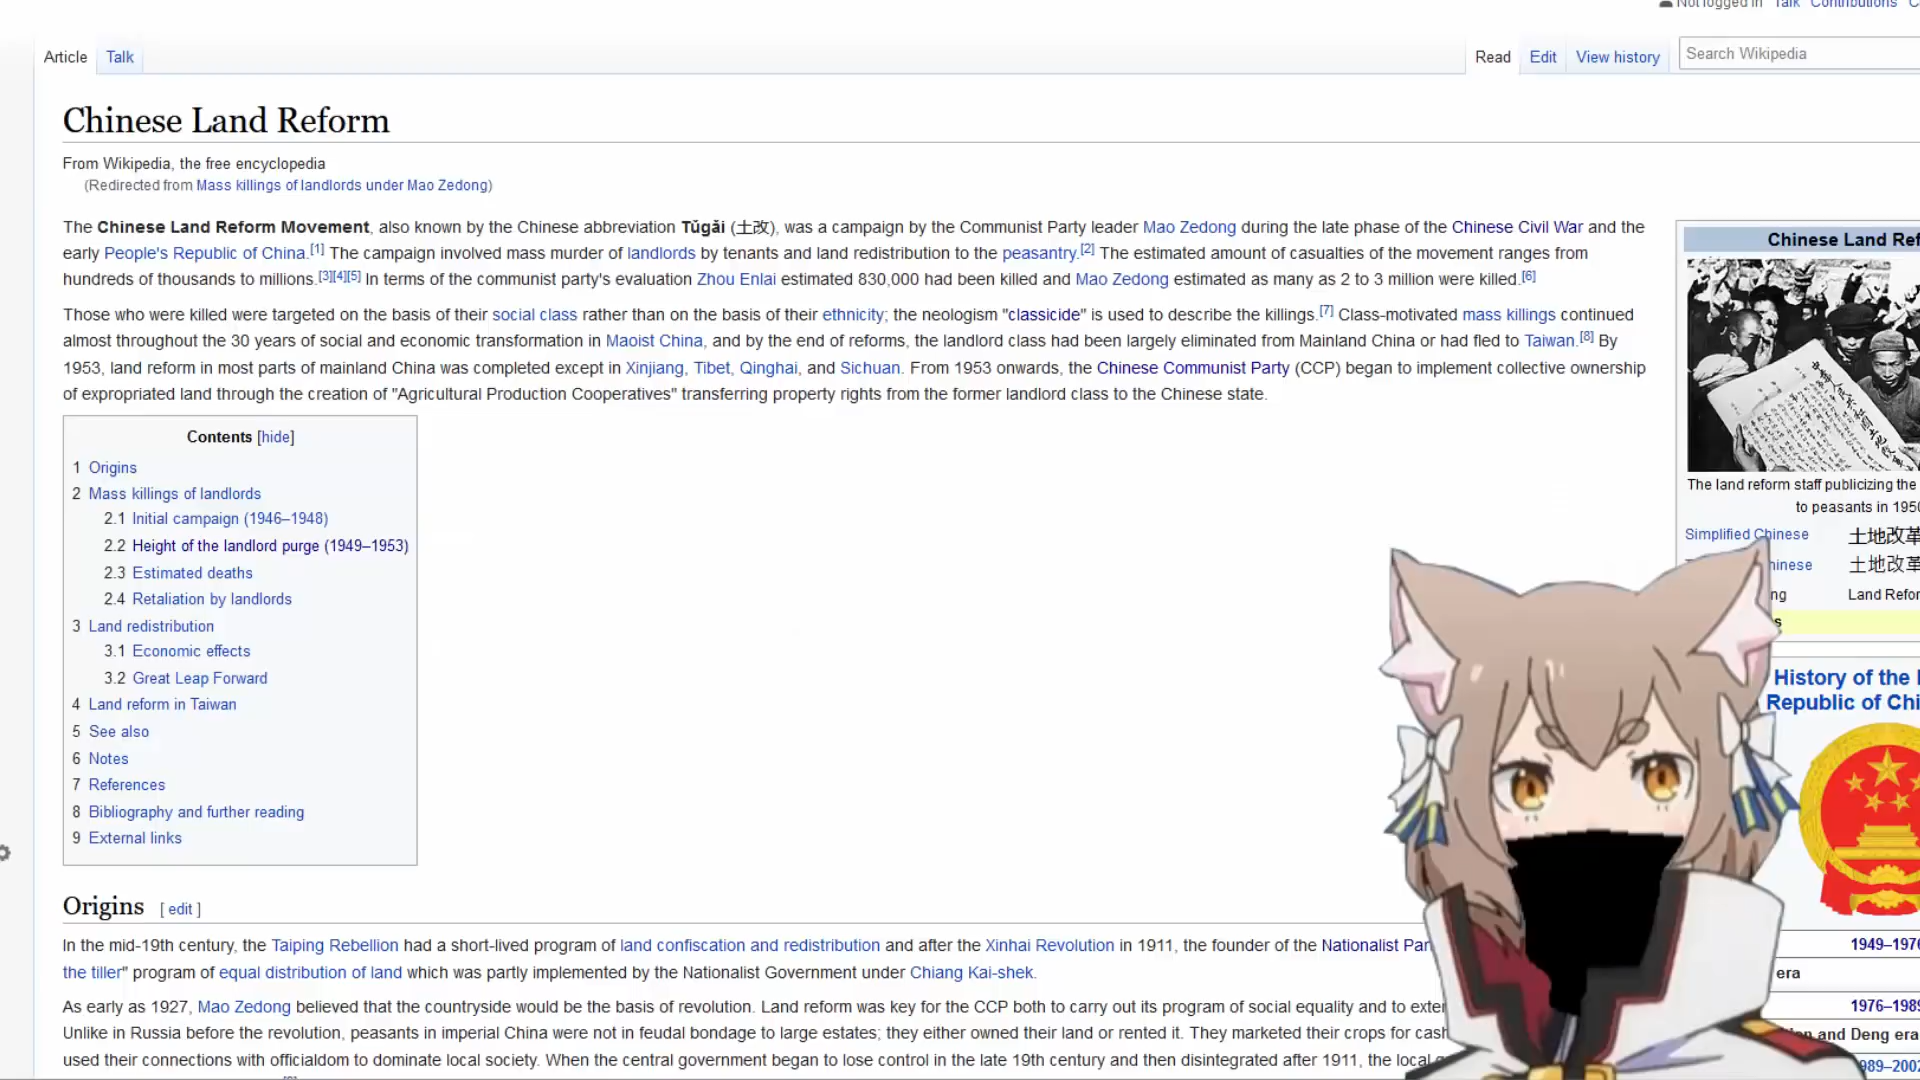 Not logged in Talk Contributions
Article Talk
Read Edit View history Search Wikipedia
Chinese Land Reform
From Wikipedia, the free encyclopedia
(Redirected from Mass killings of landlords under Mao Zedong)
The Chinese Land Reform Movement, also known by the Chinese abbreviation Tǔgǎi (土改), was a campaign by the Communist Party leader Mao Zedong during the late phase of the Chinese Civil War and the
early People's Republic of China.[1] The campaign involved mass murder of landlords by tenants and land redistribution to the peasantry.[2] The estimated amount of casualties of the movement ranges from
hundreds of thousands to millions.[3][4][5] In terms of the communist party's evaluation Zhou Enlai estimated 830,000 had been killed and Mao Zedong estimated as many as 2 to 3 million were killed.[6]
Those who were killed were targeted on the basis of their social class rather than on the basis of their ethnicity; the neologism "classicide" is used to describe the killings.[7] Class-motivated mass killings continued
almost throughout the 30 years of social and economic transformation in Maoist China, and by the end of reforms, the landlord class had been largely eliminated from Mainland China or had fled to Taiwan.[8] By
1953, land reform in most parts of mainland China was completed except in Xinjiang, Tibet, Qinghai, and Sichuan. From 1953 onwards, the Chinese Communist Party (CCP) began to implement collective ownership
of expropriated land through the creation of "Agricultural Production Cooperatives" transferring property rights from the former landlord class to the Chinese state.
Contents [hide]
1 Origins
2 Mass killings of landlords
2.1 Initial campaign (1946–1948)
2.2 Height of the landlord purge (1949–1953)
2.3 Estimated deaths
2.4 Retaliation by landlords
3 Land redistribution
3.1 Economic effects
3.2 Great Leap Forward
4 Land reform in Taiwan
5 See also
6 Notes
7 References
8 Bibliography and further reading
9 External links
Origins [ edit ]
In the mid-19th century, the Taiping Rebellion had a short-lived program of land confiscation and redistribution and after the Xinhai Revolution in 1911, the founder of the Nationalist Par
the tiller" program of equal distribution of land which was partly implemented by the Nationalist Government under Chiang Kai-shek.
As early as 1927, Mao Zedong believed that the countryside would be the basis of revolution. Land reform was key for the CCP both to carry out its program of social equality and to exter
Unlike in Russia before the revolution, peasants in imperial China were not in feudal bondage to large estates; they either owned their land or rented it. They marketed their crops for cash
used their connections with officialdom to dominate local society. When the central government began to lose control in the late 19th century and then disintegrated after 1911, the local
Chinese Land Ref
The land reform staff publicizing the
to peasants in 1950
Simplified Chinese 土地改革
hinese 土地改革
ng Land Refor
s
History of the
Republic of Chi
1949–1976
era
1976–1989
and Deng era
989–2002